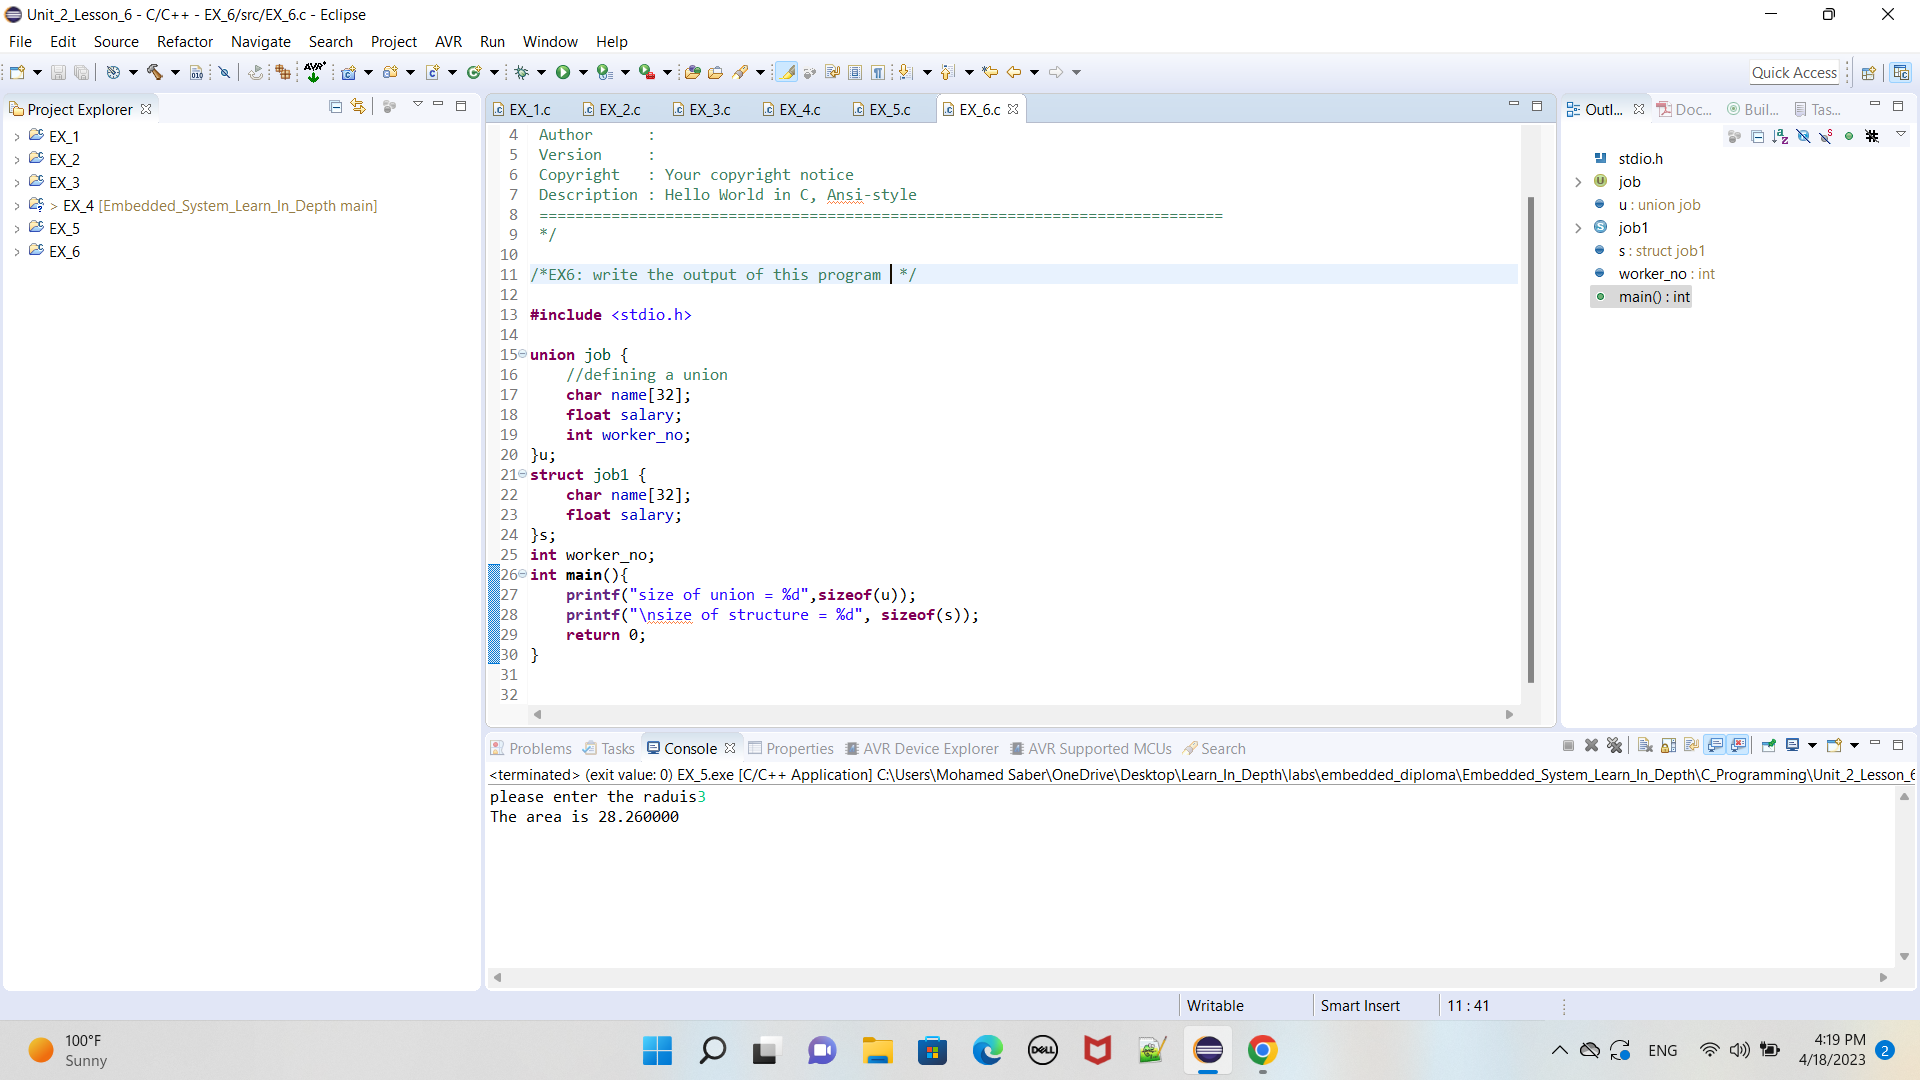 Unit_2_Lesson_6 - C/C++ - EX_6/src/EX_6.c - Eclipse
File Edit Source Refactor Navigate Search Project AVR Run Window Help
Quick Access
Project Explorer
EX_1
EX_2
EX_3
> EX_4 [Embedded_System_Learn_In_Depth main]
EX_5
EX_6
EX_1.c EX_2.c EX_3.c EX_4.c EX_5.c EX_6.c
4 Author :
5 Version :
6 Copyright : Your copyright notice
7 Description : Hello World in C, Ansi-style
8 ============================================================================
9 */
10
11 /*EX6: write the output of this program */
12
13 #include <stdio.h>
14
15 union job {
16 //defining a union
17 char name[32];
18 float salary;
19 int worker_no;
20 }u;
21 struct job1 {
22 char name[32];
23 float salary;
24 }s;
25 int worker_no;
26 int main(){
27 printf("size of union = %d",sizeof(u));
28 printf("\nsize of structure = %d", sizeof(s));
29 return 0;
30 }
31
32
Outl... Doc... Buil... Tas...
stdio.h
job
u : union job
job1
s : struct job1
worker_no : int
main() : int
Problems Tasks Console Properties AVR Device Explorer AVR Supported MCUs Search
<terminated> (exit value: 0) EX_5.exe [C/C++ Application] C:\Users\Mohamed Saber\OneDrive\Desktop\Learn_In_Depth\labs\embedded_diploma\Embedded_System_Learn_In_Depth\C_Programming\Unit_2_Lesson_6
please enter the raduis3
The area is 28.260000
Writable Smart Insert 11 : 41
100°F
Sunny
DELL
ENG
4:19 PM
4/18/2023
2